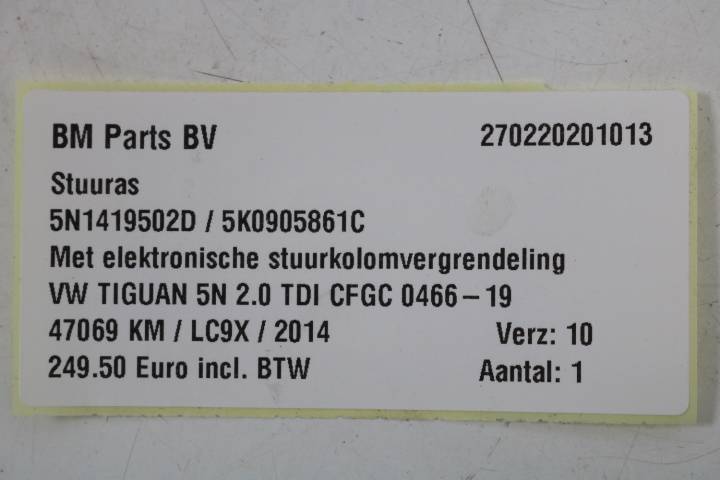 BM Parts BV 270220201013
Stuuras
5N1419502D / 5K0905861C
Met elektronische stuurkolomvergrendeling
VW TIGUAN 5N 2.0 TDI CFGC 0466-19
47069 KM / LC9X / 2014 Verz: 10
249.50 Euro incl. BTW Aantal: 1